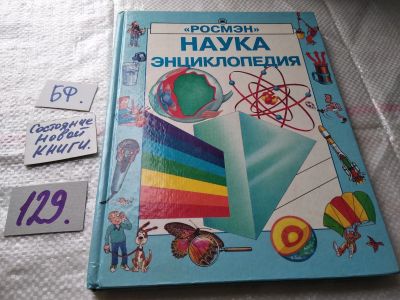 «РОСМЭН»
НАУКА
ЭНЦИКЛОПЕДИЯ
БФ.
Состояние
новой
книги.
129.